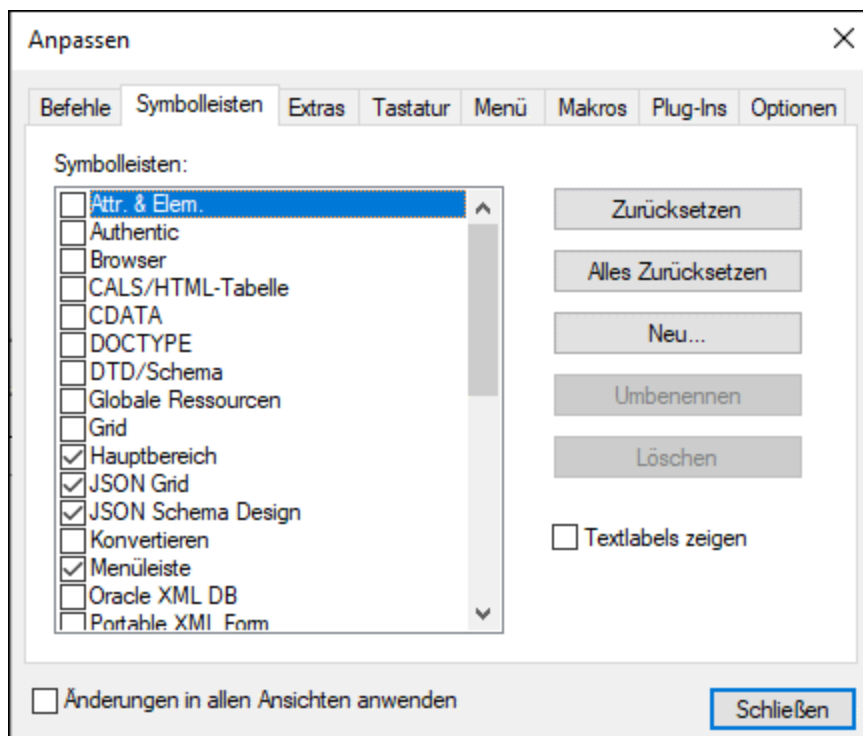 Anpassen
Befehle Symbolleisten Extras Tastatur Menü Makros Plug-Ins Optionen
Symbolleisten:
Attr. & Elem.
Authentic
Browser
CALS/HTML-Tabelle
CDATA
DOCTYPE
DTD/Schema
Globale Ressourcen
Grid
Hauptbereich
JSON Grid
JSON Schema Design
Konvertieren
Menüleiste
Oracle XML DB
Portable XML Form
Zurücksetzen
Alles Zurücksetzen
Neu...
Umbenennen
Löschen
Textlabels zeigen
Änderungen in allen Ansichten anwenden
Schließen